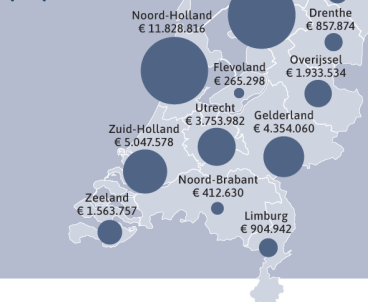 Noord-Holland
€ 11.828.816
Drenthe
€ 857.874
Overijssel
€ 1.933.534
Flevoland
€ 265.298
Utrecht
€ 3.753.982
Gelderland
€ 4.354.060
Zuid-Holland
€ 5.047.578
Noord-Brabant
€ 412.630
Zeeland
€ 1.563.757
Limburg
€ 904.942